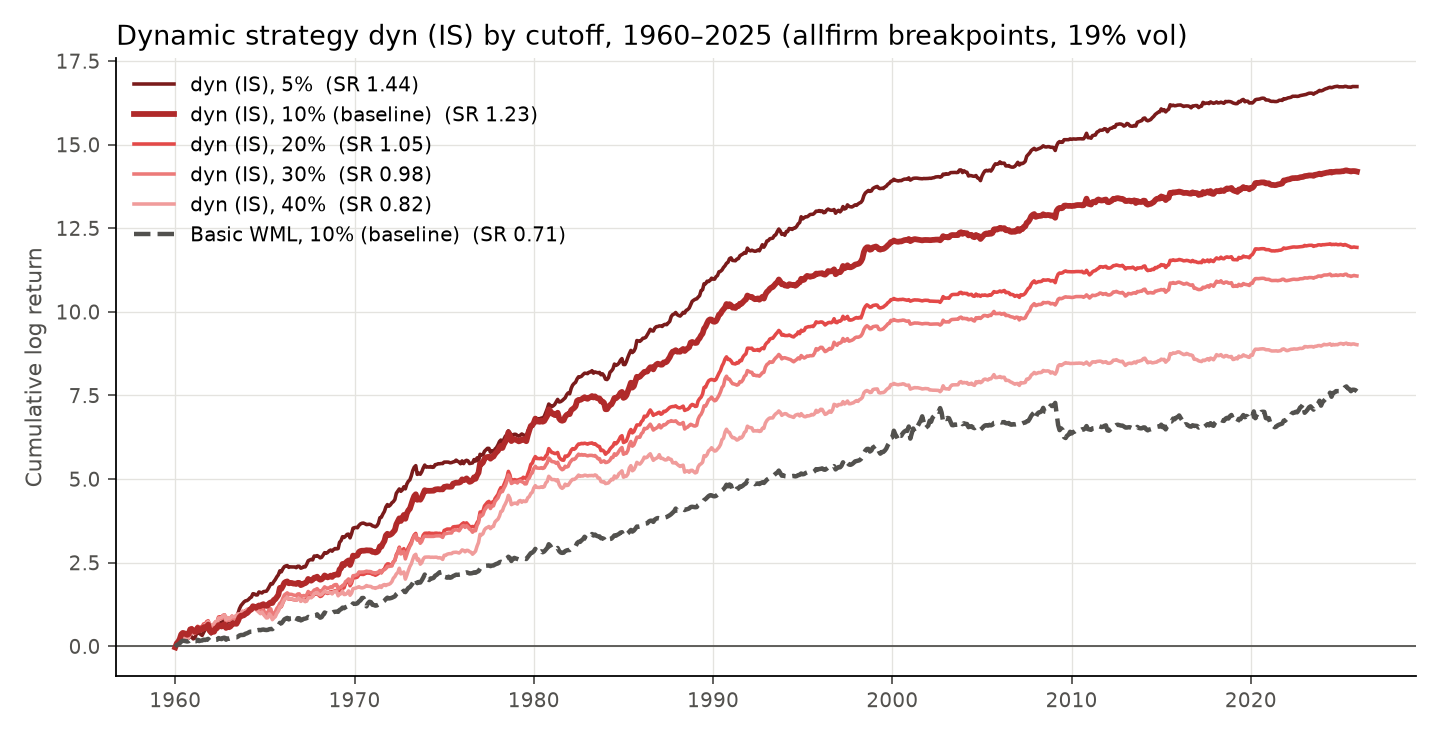 Dynamic strategy dyn (IS) by cutoff, 1960–2025 (allfirm breakpoints, 19% vol)
17.5
15.0
12.5
10.0
7.5
5.0
2.5
0.0
Cumulative log return
dyn (IS), 5%  (SR 1.44)
dyn (IS), 10% (baseline)  (SR 1.23)
dyn (IS), 20%  (SR 1.05)
dyn (IS), 30%  (SR 0.98)
dyn (IS), 40%  (SR 0.82)
Basic WML, 10% (baseline)  (SR 0.71)
1960 1970 1980 1990 2000 2010 2020